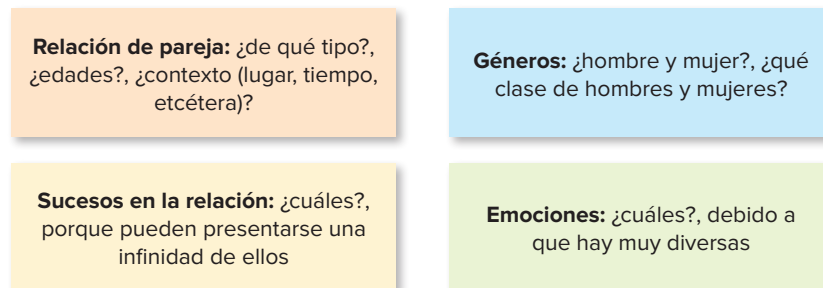 Relación de pareja: ¿de qué tipo?,
¿edades?, ¿contexto (lugar, tiempo,
etcétera)?
Géneros: ¿hombre y mujer?, ¿qué
clase de hombres y mujeres?
Sucesos en la relación: ¿cuáles?,
porque pueden presentarse una
infinidad de ellos
Emociones: ¿cuáles?, debido a
que hay muy diversas